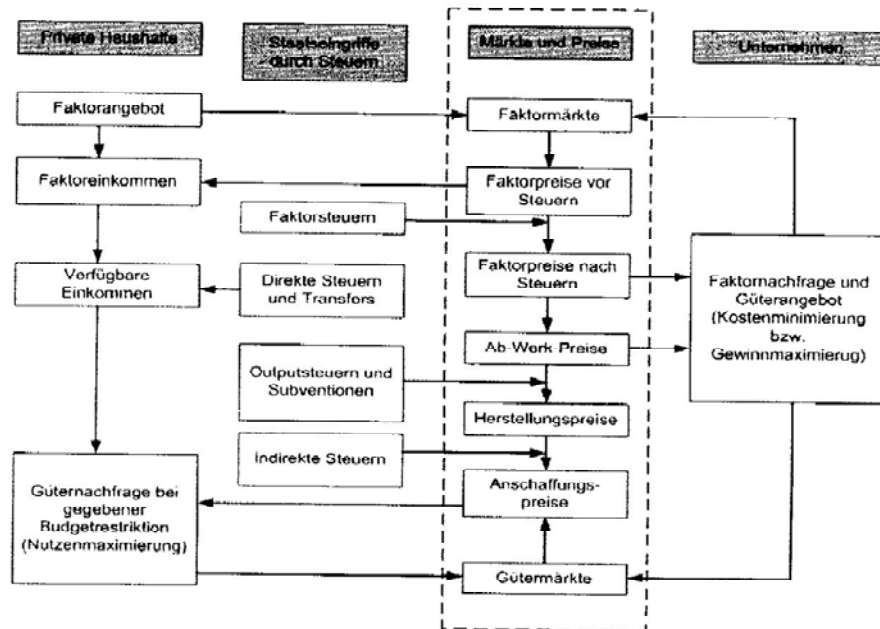 Private Haushalte
Staatseingriffe
durch Steuern
Märkte und Preise
Unternehmen
Faktorangebot
Faktormärkte
Faktoreinkommen
Faktorpreise vor
Steuern
Faktorsteuern
Verfügbare
Einkommen
Direkte Steuern
und Transfers
Faktorpreise nach
Steuern
Faktornachfrage und
Güterangebot
(Kostenminimierung
bzw.
Gewinnmaximierug)
Ab-Werk-Preise
Outputsteuern und
Subventionen
Herstellungspreise
Indirekte Steuern
Güternachfrage bei
gegebener
Budgetrestriktion
(Nutzenmaximierung)
Anschaffungs-
preise
Gütermärkte